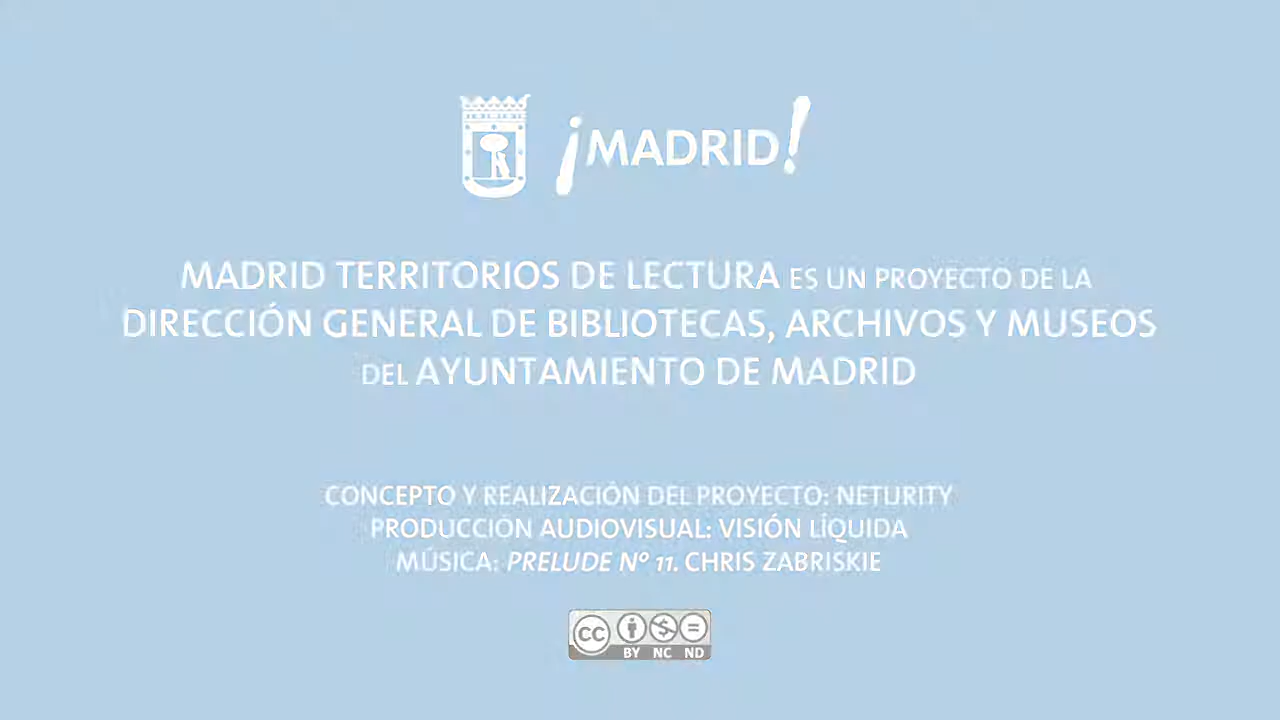 ¡MADRID!
MADRID TERRITORIOS DE LECTURA ES UN PROYECTO DE LA
DIRECCIÓN GENERAL DE BIBLIOTECAS, ARCHIVOS Y MUSEOS
DEL AYUNTAMIENTO DE MADRID
CONCEPTO Y REALIZACIÓN DEL PROYECTO: NETURITY
PRODUCCIÓN AUDIOVISUAL: VISIÓN LÍQUIDA
MÚSICA: PRELUDE Nº 11. CHRIS ZABRISKIE
CC
BY NC ND